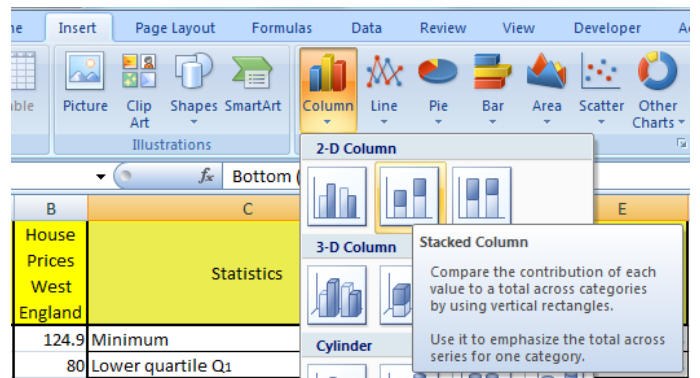 Insert Page Layout Formulas Data Review View Developer
Picture Clip Art Shapes SmartArt Column Line Pie Bar Area Scatter Other Charts
Illustrations
2-D Column
fx Bottom (
B C E
House Prices West England
Statistics
3-D Column
Stacked Column
Compare the contribution of each
value to a total across categories
by using vertical rectangles.
Use it to emphasize the total across
series for one category.
124.9 Minimum
Cylinder
80 Lower quartile Q1